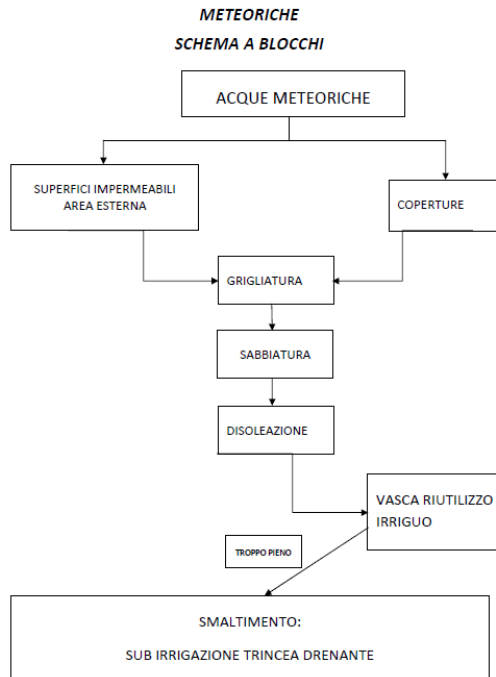 METEORICHE
SCHEMA A BLOCCHI
ACQUE METEORICHE
SUPERFICI IMPERMEABILI
AREA ESTERNA
COPERTURE
GRIGLIATURA
SABBIATURA
DISOLEAZIONE
VASCA RIUTILIZZO
IRRIGUO
TROPPO PIENO
SMALTIMENTO:
SUB IRRIGAZIONE TRINCEA DRENANTE